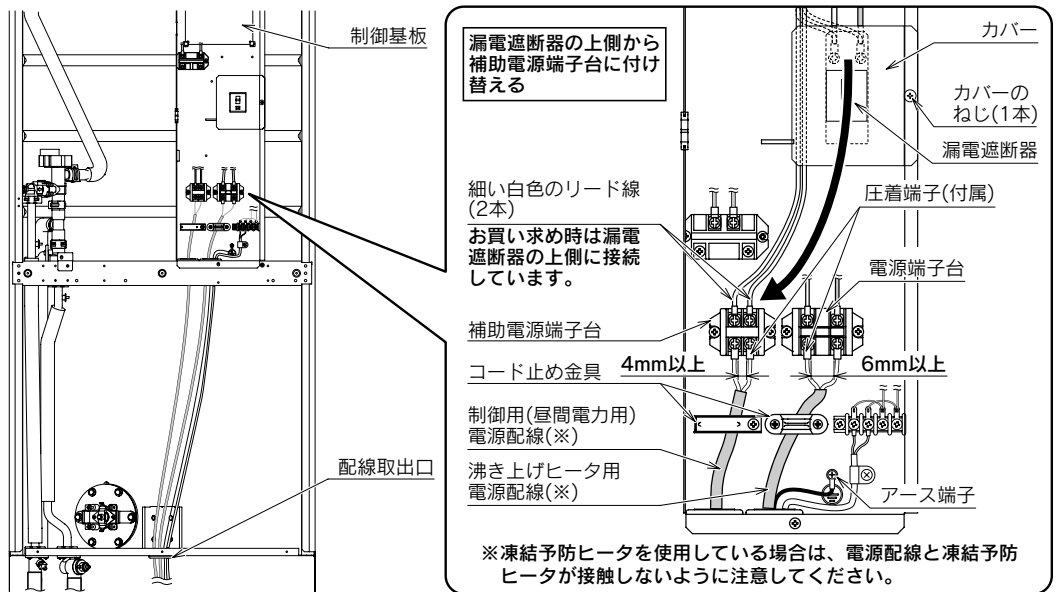 制御基板
配線取出口
漏電遮断器の上側から
補助電源端子台に付け
替える
カバー
カバーの
ねじ(1本)
漏電遮断器
細い白色のリード線
(2本)
お買い求め時は漏電
遮断器の上側に接続
しています。
圧着端子(付属)
電源端子台
補助電源端子台
コード止め金具
4mm以上
6mm以上
制御用(昼間電力用)
電源配線(※)
沸き上げヒータ用
電源配線(※)
アース端子
※凍結予防ヒータを使用している場合は、電源配線と凍結予防
ヒータが接触しないように注意してください。